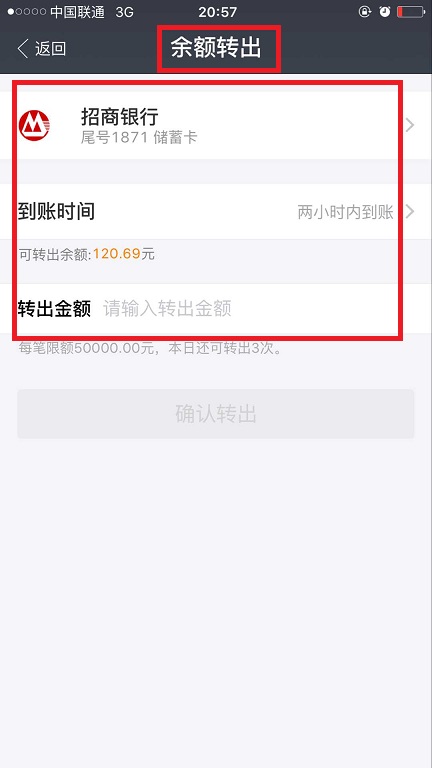 中国联通 3G 20:57
返回 余额转出
招商银行
尾号1871 储蓄卡
到账时间 两小时内到账
可转出余额:120.69元
转出金额 请输入转出金额
每笔限额50000.00元，本日还可转出3次。
确认转出